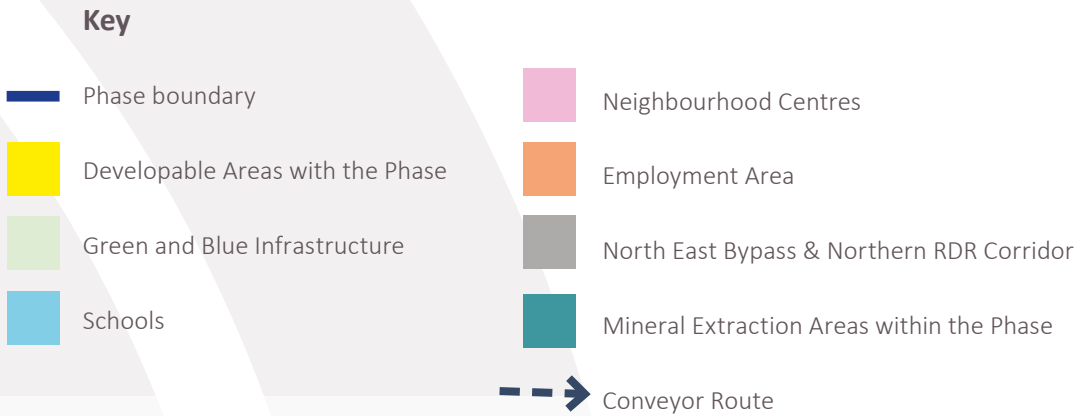 Key
Phase boundary
Developable Areas with the Phase
Green and Blue Infrastructure
Schools
Neighbourhood Centres
Employment Area
North East Bypass & Northern RDR Corridor
Mineral Extraction Areas within the Phase
Conveyor Route